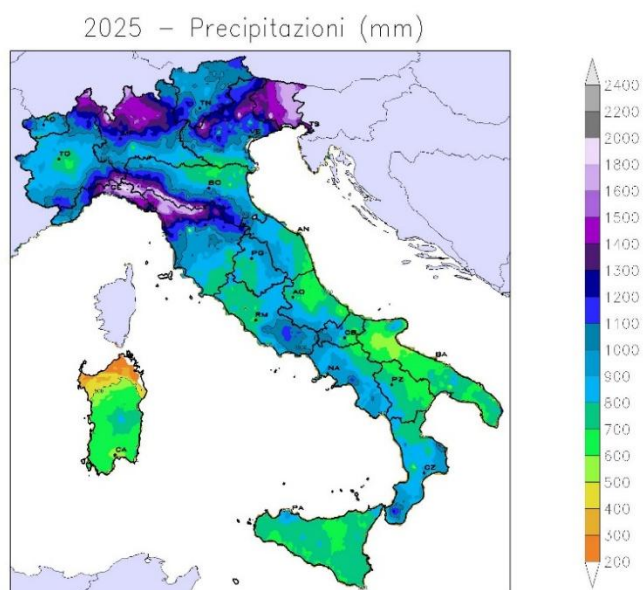 2025 – Precipitazioni (mm)
2400
2000
1800
1600
1500
1400
1300
1200
1100
1000
900
800
700
600
500
400
300
200
TN
AO
TS
VE
TO
MI
GE
BO
AN
PG
AQ
RM
CB
BA
NA
PZ
CA
CZ
PA